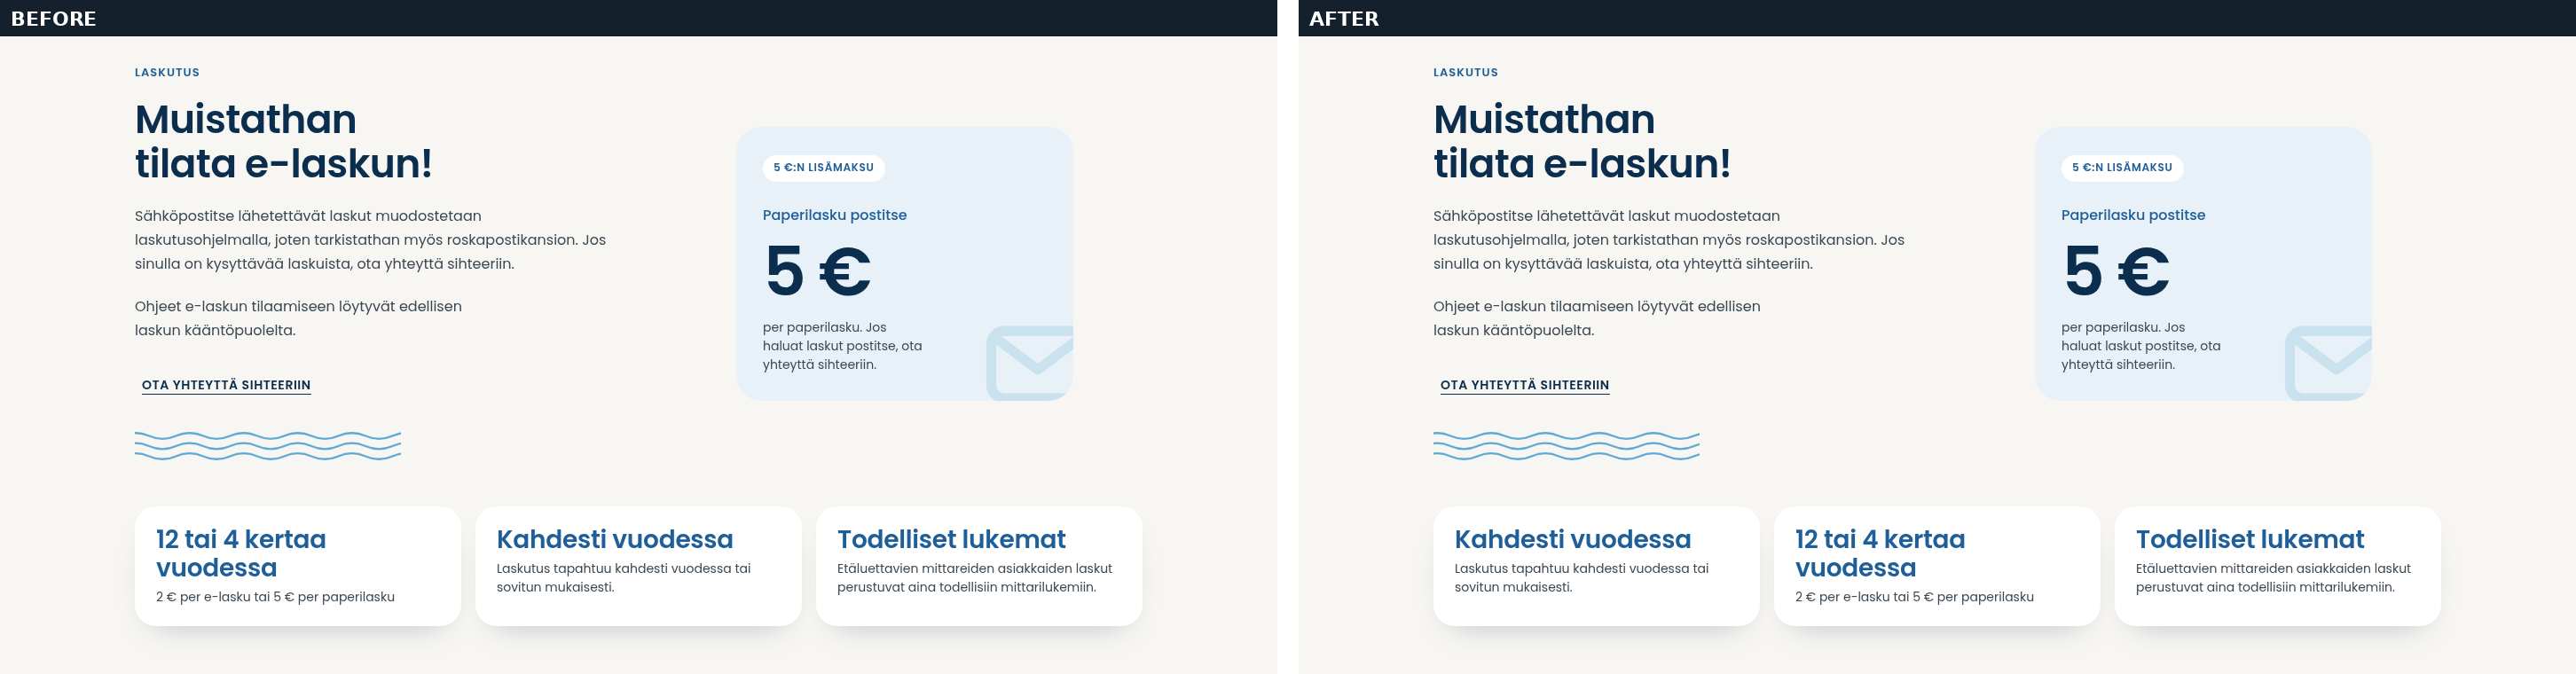 BEFORE
LASKUTUS
Muistathan
tilata e-laskun!
Sähköpostitse lähetettävät laskut muodostetaan
laskutusohjelmalla, joten tarkistathan myös roskapostikansion. Jos
sinulla on kysyttävää laskuista, ota yhteyttä sihteeriin.
Ohjeet e-laskun tilaamiseen löytyvät edellisen
laskun kääntöpuolelta.
OTA YHTEYTTÄ SIHTEERIIN
5 €:N LISÄMAKSU
Paperilasku postitse
5 €
per paperilasku. Jos
haluat laskut postitse, ota
yhteyttä sihteeriin.
12 tai 4 kertaa
vuodessa
2 € per e-lasku tai 5 € per paperilasku
Kahdesti vuodessa
Laskutus tapahtuu kahdesti vuodessa tai
sovitun mukaisesti.
Todelliset lukemat
Etäluettavien mittareiden asiakkaiden laskut
perustuvat aina todellisiin mittarilukemiin.
AFTER
LASKUTUS
Muistathan
tilata e-laskun!
Sähköpostitse lähetettävät laskut muodostetaan
laskutusohjelmalla, joten tarkistathan myös roskapostikansion. Jos
sinulla on kysyttävää laskuista, ota yhteyttä sihteeriin.
Ohjeet e-laskun tilaamiseen löytyvät edellisen
laskun kääntöpuolelta.
OTA YHTEYTTÄ SIHTEERIIN
5 €:N LISÄMAKSU
Paperilasku postitse
5 €
per paperilasku. Jos
haluat laskut postitse, ota
yhteyttä sihteeriin.
Kahdesti vuodessa
Laskutus tapahtuu kahdesti vuodessa tai
sovitun mukaisesti.
12 tai 4 kertaa
vuodessa
2 € per e-lasku tai 5 € per paperilasku
Todelliset lukemat
Etäluettavien mittareiden asiakkaiden laskut
perustuvat aina todellisiin mittarilukemiin.